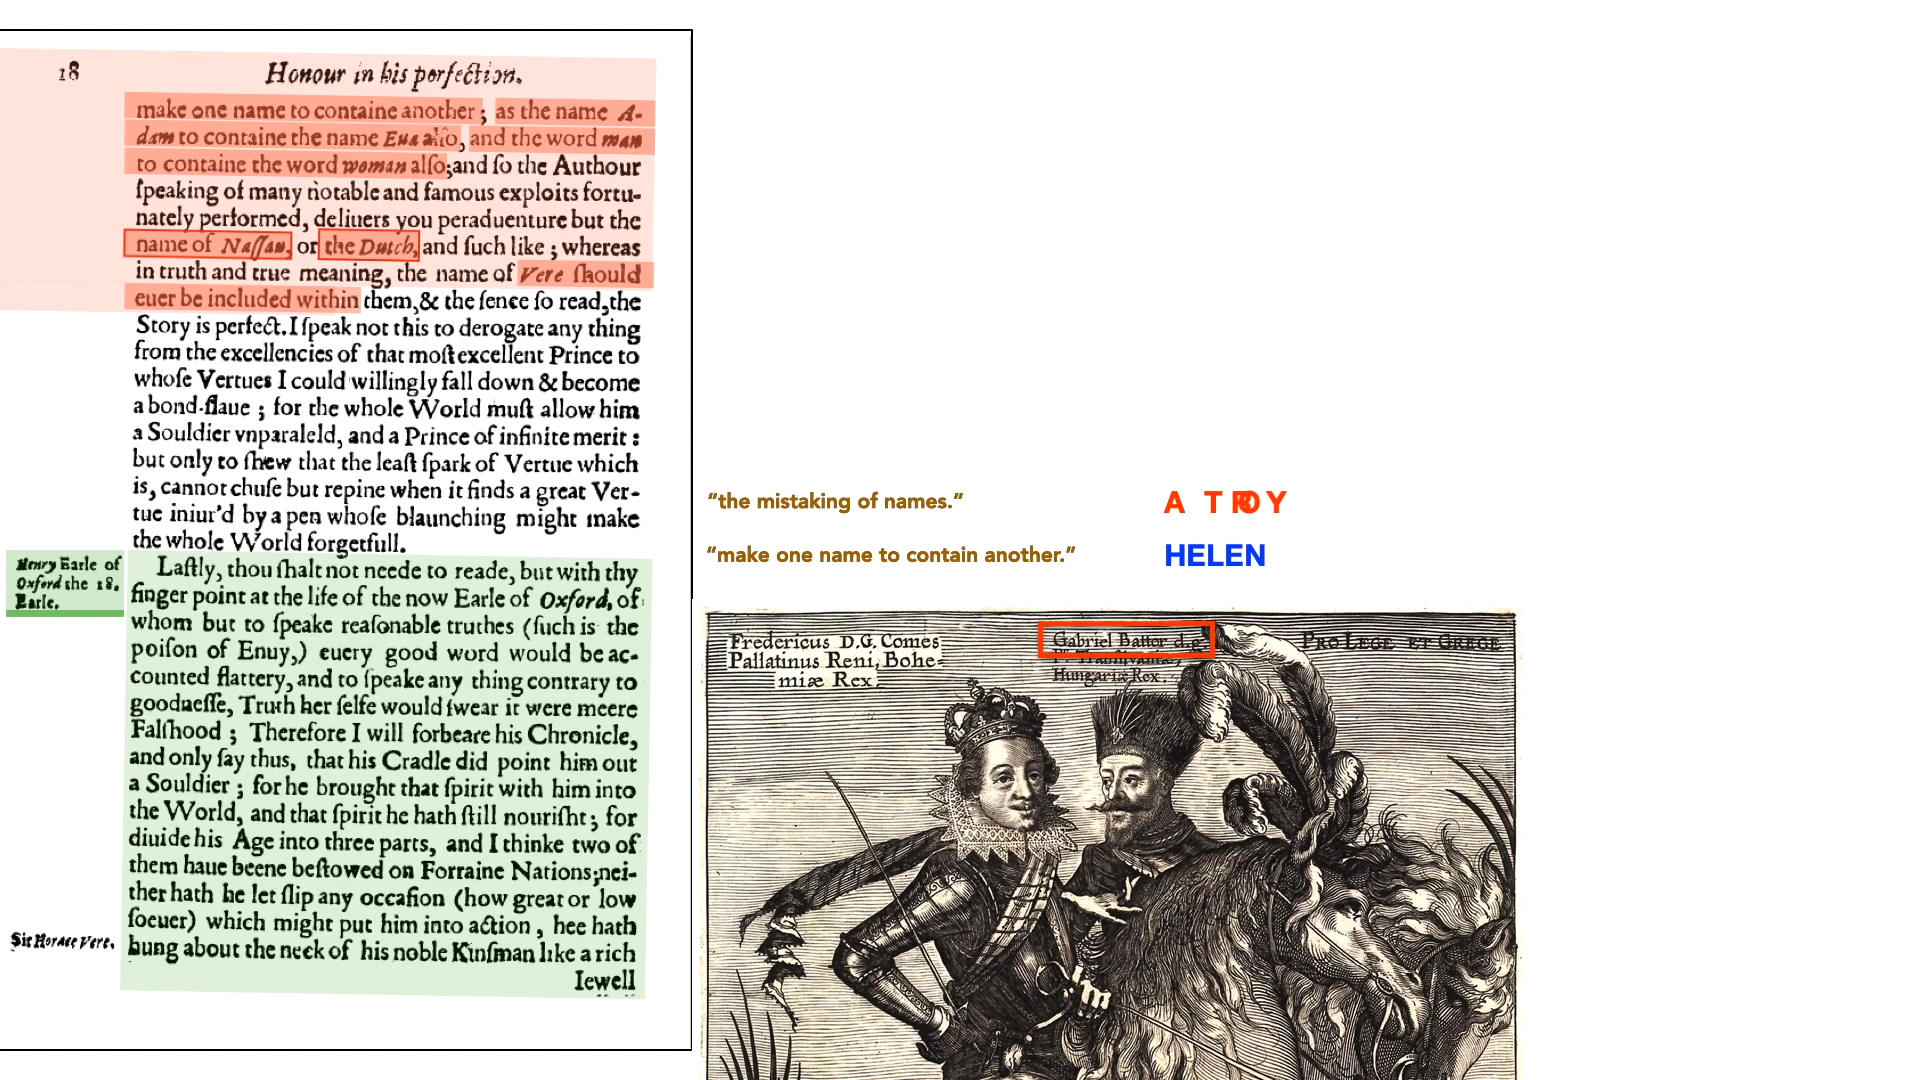 18 Honour in his perfection.
make one name to containe another; as the name A-
dam to containe the name Eua also, and the word man
to containe the word woman alſo; and ſo the Authour
ſpeaking of many notable and famous exploits fortu-
nately performed, deliuers you peraduenture but the
name of Naſſau, or the Dutch, and ſuch like; whereas
in truth and true meaning, the name of Vere ſhould
euer be included within them, & the ſence ſo read, the
Story is perfect. I ſpeak not this to derogate any thing
from the excellencies of that moſt excellent Prince to
whoſe Vertues I could willingly fall down & become
a bond-ſlaue; for the whole World muſt allow him
a Souldier vnparaleld, and a Prince of infinite merit:
but only to ſhew that the leaſt ſpark of Vertue which
is, cannot chuſe but repine when it finds a great Ver-
tue iniur'd by a pen whoſe blaunching might make
the whole World forgetfull.
Henry Earle of
Oxford the 18.
Earle.
Laſtly, thou ſhalt not neede to reade, but with thy
finger point at the life of the now Earle of Oxford, of
whom but to ſpeake reaſonable truthes (ſuch is the
poiſon of Enuy,) euery good word would be ac-
counted flattery, and to ſpeake any thing contrary to
goodneſſe, Truth her ſelfe would ſwear it were meere
Falſhood; Therefore I will forbeare his Chronicle,
and only ſay thus, that his Cradle did point him out
a Souldier; for he brought that ſpirit with him into
the World, and that ſpirit he hath ſtill nouriſht; for
diuide his Age into three parts, and I thinke two of
them haue beene beſtowed on Forraine Nations; nei-
ther hath he let ſlip any occaſion (how great or low
ſoeuer) which might put him into action, hee hath
Sir Horace Vere.
hung about the neck of his noble Kinſman like a rich
Iewell
“the mistaking of names.”
A T OY
“make one name to contain another.”
HELEN
Fredericus D.G. Comes
Pallatinus Reni, Bohe-
miæ Rex
Gabriel Battor d.g.
Pr. Tranſilvaniæ,
Hungariæ Rex.
PRO LEGE ET GREGE